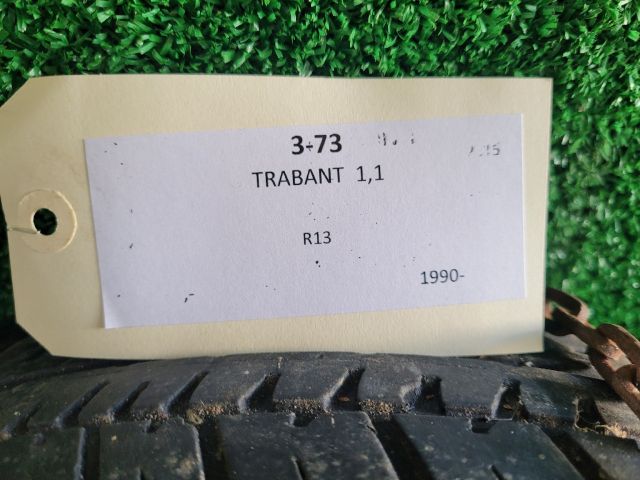 3-73
TRABANT 1,1
R13
1990-